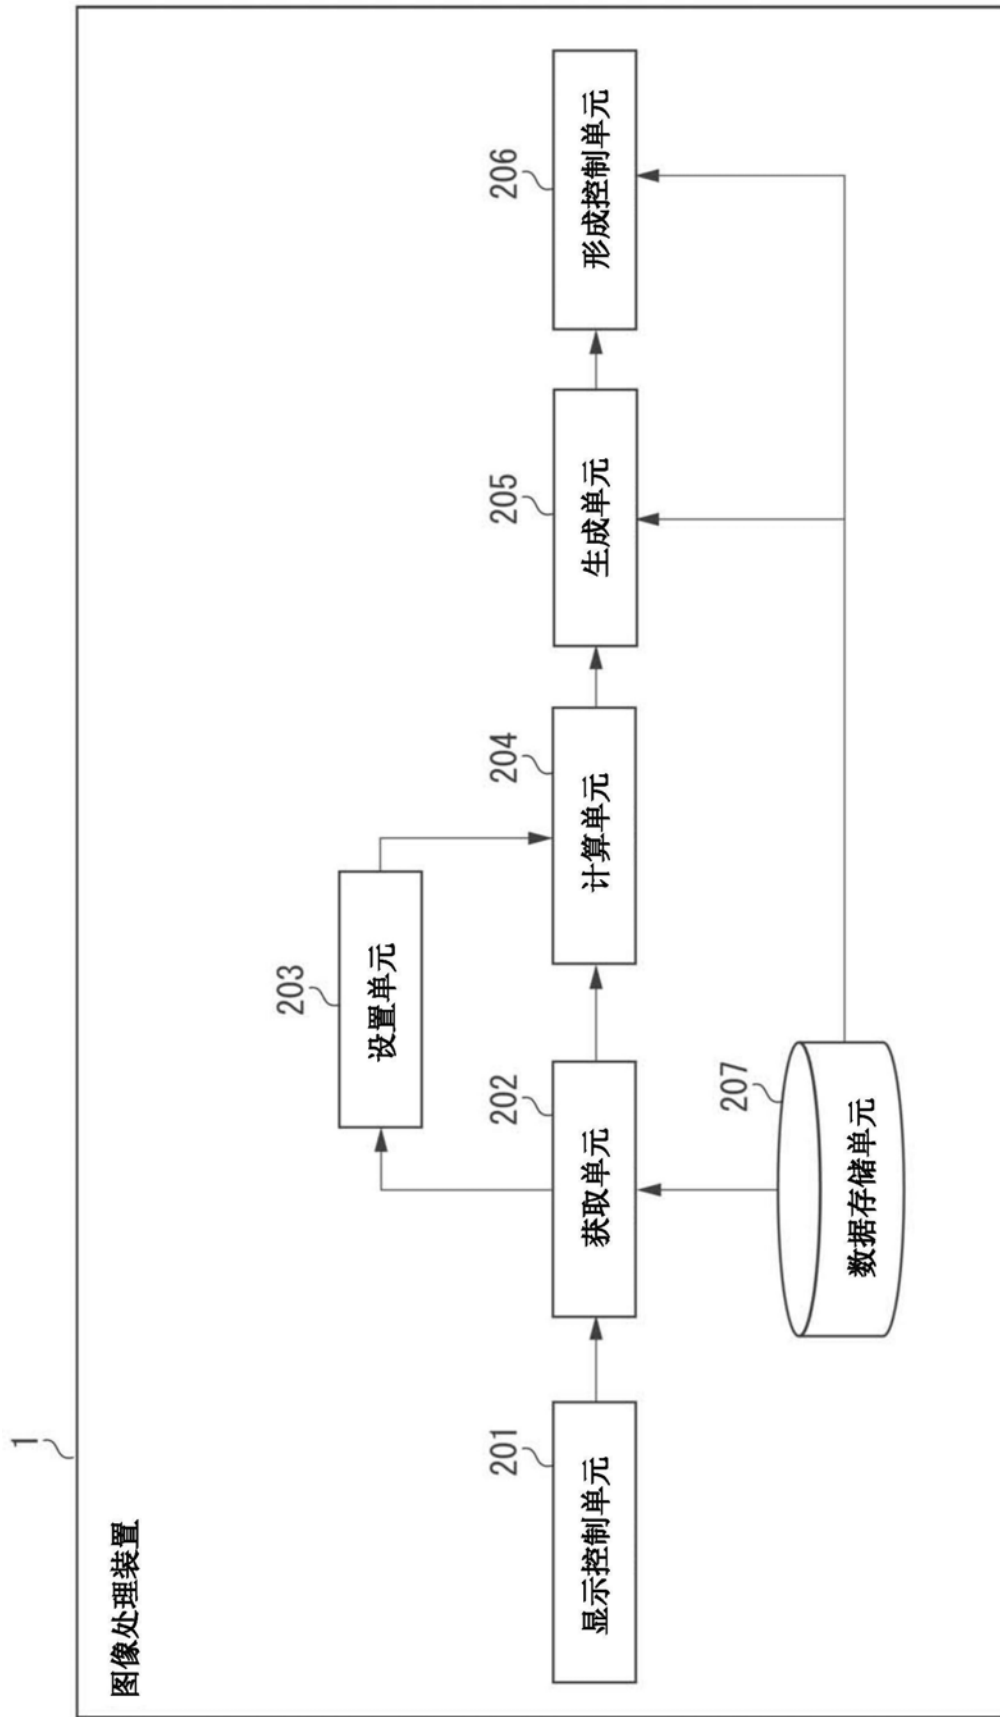 1
图像处理装置
201
显示控制单元
202
获取单元
203
设置单元
204
计算单元
205
生成单元
206
形成控制单元
207
数据存储单元